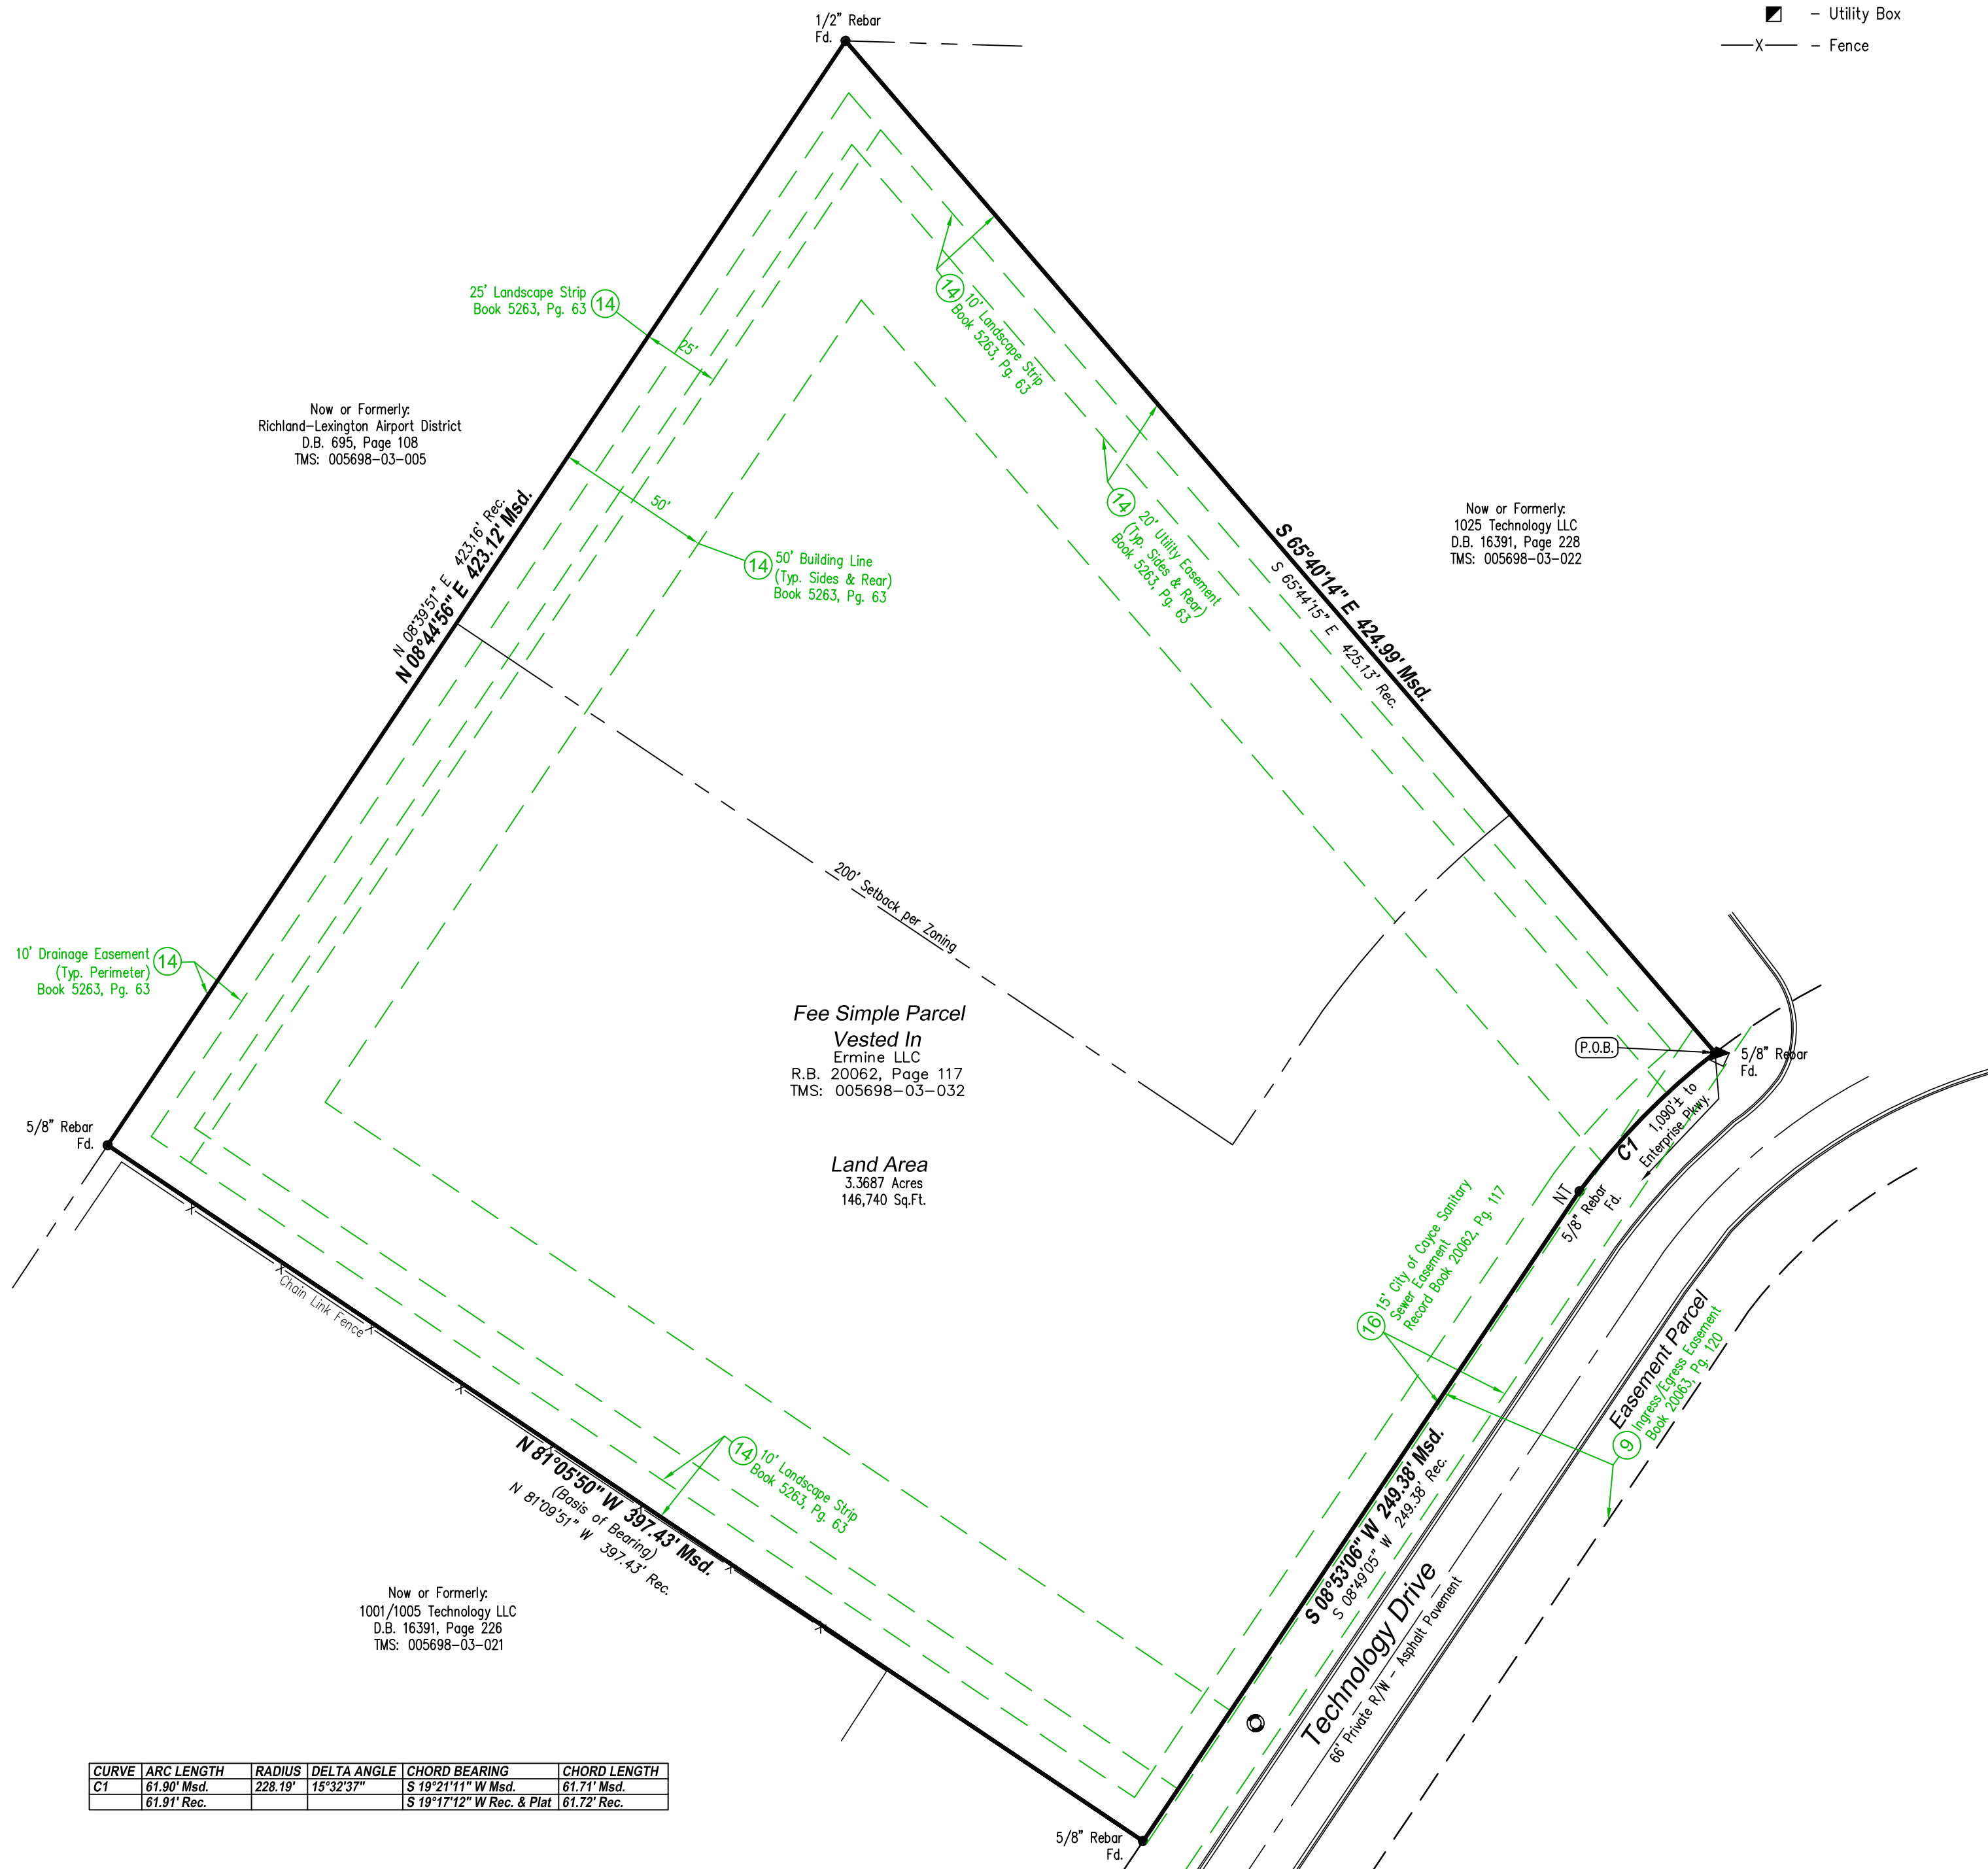 1/2" Rebar
Fd.
– Utility Box
X – Fence
25' Landscape Strip
Book 5263, Pg. 63
14
25'
14
10' Landscape Strip
Book 5263, Pg. 63
Now or Formerly:
Richland-Lexington Airport District
D.B. 695, Page 108
TMS: 005698-03-005
N 08°39'51" E 423.16' Rec.
N 08°44'56" E 423.12' Msd.
50'
14
50' Building Line
(Typ. Sides & Rear)
Book 5263, Pg. 63
14
20' Utility Easement
(Typ. Sides & Rear)
Book 5263, Pg. 63
Now or Formerly:
1025 Technology LLC
D.B. 16391, Page 228
TMS: 005698-03-022
S 65°40'14" E 424.99' Msd.
S 65°44'15" E 425.13' Rec.
200' Setback per Zoning
10' Drainage Easement
(Typ. Perimeter)
Book 5263, Pg. 63
14
Fee Simple Parcel
Vested In
Ermine LLC
R.B. 20062, Page 117
TMS: 005698-03-032
Land Area
3.3687 Acres
146,740 Sq.Ft.
P.O.B.
5/8" Rebar
Fd.
C1
1,090'± to
Enterprise Pkwy.
NT
5/8" Rebar
Fd.
5/8" Rebar
Fd.
X
X
Chain Link Fence
X
X
X
X
X
X
16
15' City of Cayce Sanitary
Sewer Easement
Record Book 20062, Pg. 117
Easement Parcel
9
Ingress/Egress Easement
Book 20063, Pg. 120
14
10' Landscape Strip
Book 5263, Pg. 63
N 81°05'50" W 397.43' Msd.
(Basis of Bearing)
N 81°09'51" W 397.43' Rec.
S 08°53'06" W 249.38' Msd.
S 08°49'05" W 249.38' Rec.
Technology Drive
66' Private R/W – Asphalt Pavement
Now or Formerly:
1001/1005 Technology LLC
D.B. 16391, Page 226
TMS: 005698-03-021
CURVE ARC LENGTH RADIUS DELTA ANGLE CHORD BEARING CHORD LENGTH
C1 61.90' Msd. 228.19' 15°32'37" S 19°21'11" W Msd. 61.71' Msd.
61.91' Rec. S 19°17'12" W Rec. & Plat 61.72' Rec.
5/8" Rebar
Fd.